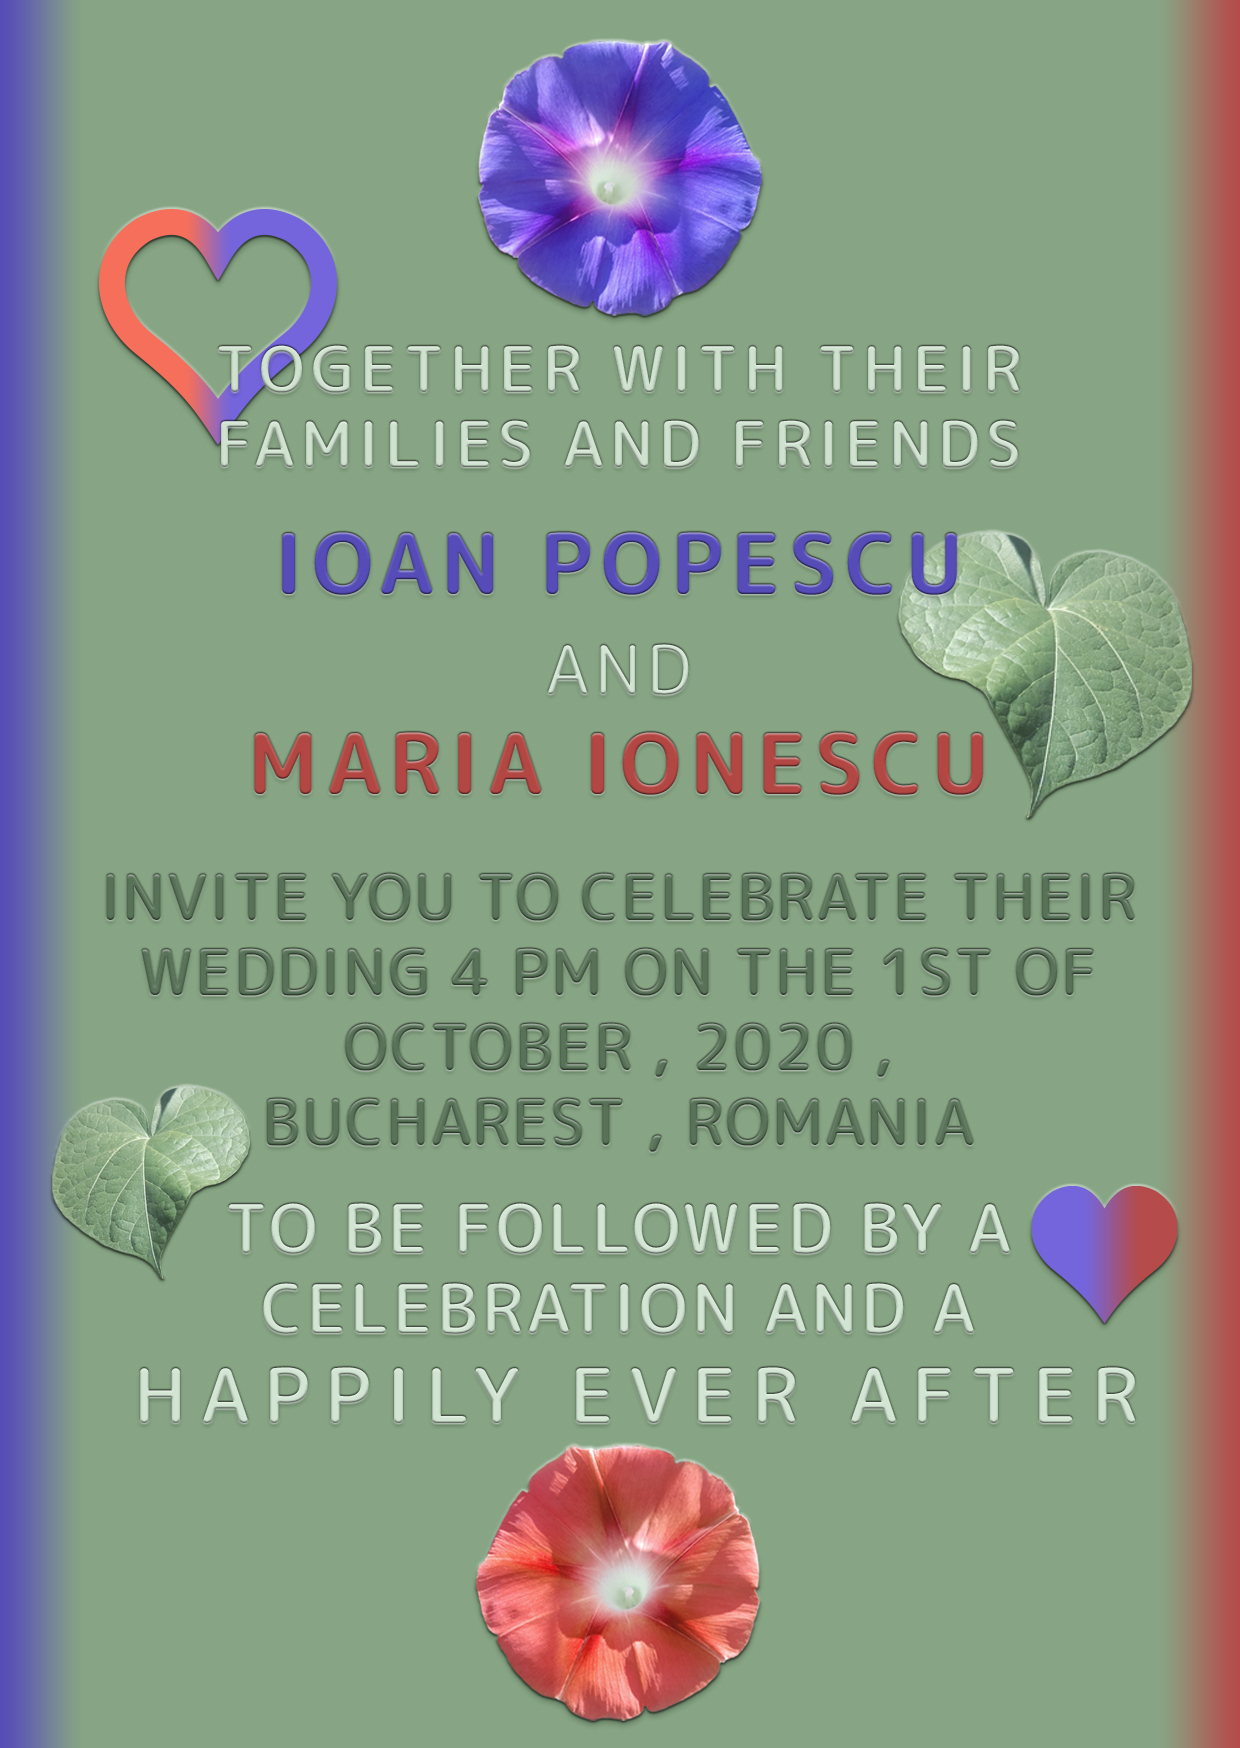 TOGETHER WITH THEIR
FAMILIES AND FRIENDS
IOAN POPESCU
AND
MARIA IONESCU
INVITE YOU TO CELEBRATE THEIR
WEDDING 4 PM ON THE 1ST OF
OCTOBER , 2020 ,
BUCHAREST , ROMANIA
TO BE FOLLOWED BY A
CELEBRATION AND A
HAPPILY EVER AFTER